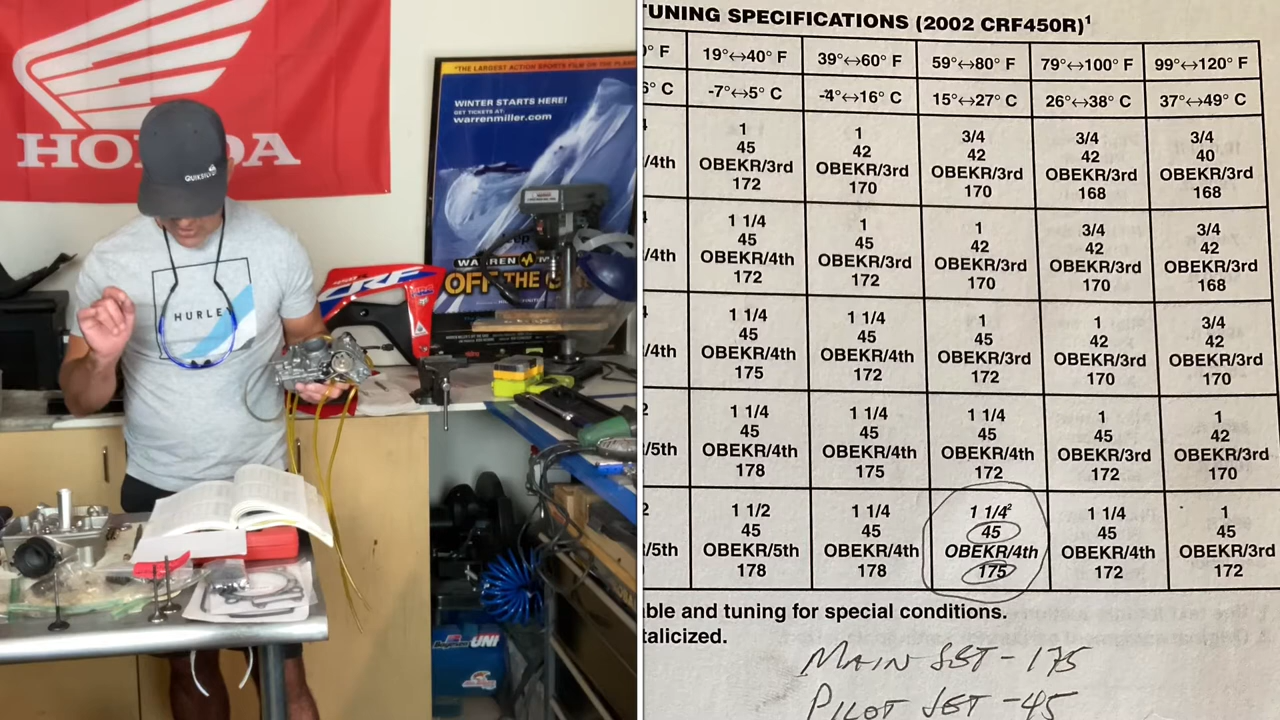 HONDA
QUIKSILVER
HURLEY
CRF
"THE LARGEST ACTION SPORTS FILM ON THE PLANET
WINTER STARTS HERE!
GET TICKETS AT
warrenmiller.com
WARREN
OFF THE G
UNI
TUNING SPECIFICATIONS (2002 CRF450R)¹
0° F 19°↔40° F 39°↔60° F 59°↔80° F 79°↔100° F 99°↔120° F
6° C -7°↔5° C -4°↔16° C 15°↔27° C 26°↔38° C 37°↔49° C
1 1 3/4 3/4 3/4
45 42 42 42 40
/4th OBEKR/3rd OBEKR/3rd OBEKR/3rd OBEKR/3rd OBEKR/3rd
172 170 170 168 168
1 1/4 1 1 3/4 3/4
45 45 42 42 42
/4th OBEKR/4th OBEKR/3rd OBEKR/3rd OBEKR/3rd OBEKR/3rd
172 172 170 170 168
1 1/4 1 1/4 1 1 3/4
45 45 45 42 42
/4th OBEKR/4th OBEKR/4th OBEKR/3rd OBEKR/3rd OBEKR/3rd
175 172 172 170 170
2 1 1/4 1 1/4 1 1/4 1 1
45 45 45 45 42
/5th OBEKR/4th OBEKR/4th OBEKR/4th OBEKR/3rd OBEKR/3rd
178 175 172 172 170
2 1 1/2 1 1/4 1 1/4² 1 1/4 1
45 45 45 45 45
/5th OBEKR/5th OBEKR/4th OBEKR/4th OBEKR/4th OBEKR/3rd
178 178 175 172 172
ble and tuning for special conditions.
talicized.
MAIN JET - 175
PILOT JET - 45